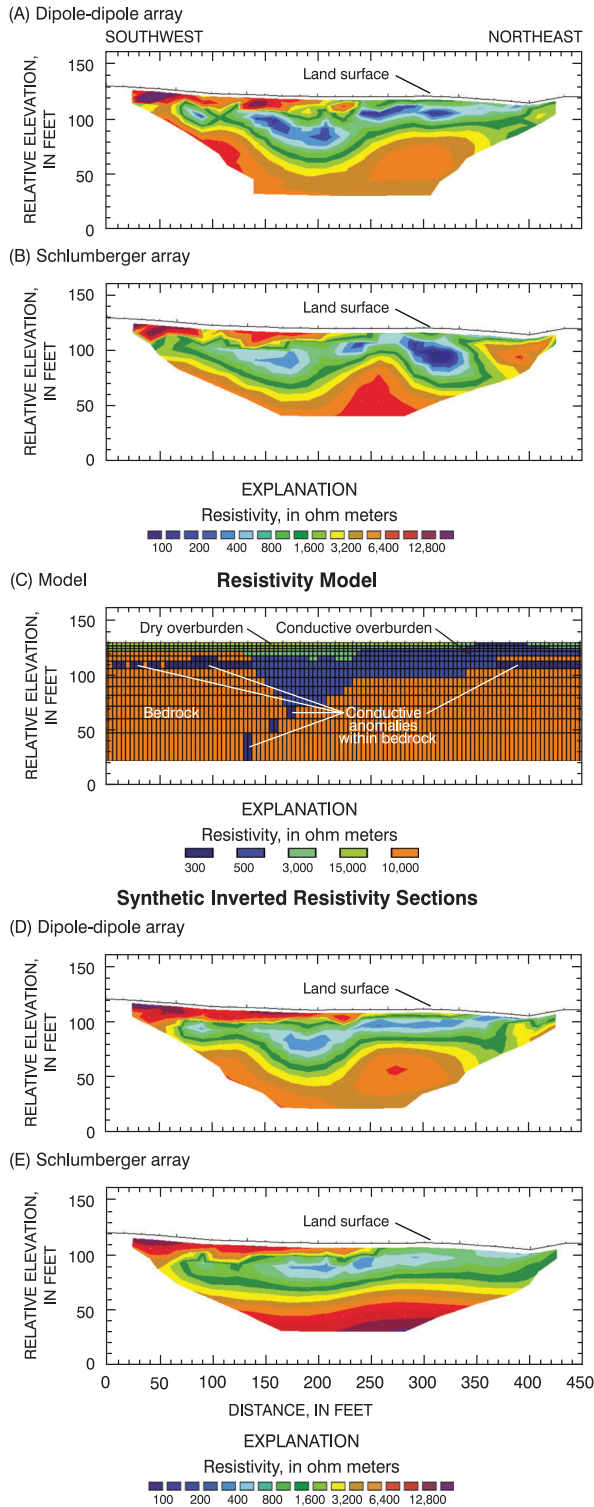 (A) Dipole-dipole array
SOUTHWEST NORTHEAST
RELATIVE ELEVATION,
IN FEET
150
100
50
0
Land surface
(B) Schlumberger array
RELATIVE ELEVATION,
IN FEET
150
100
50
0
Land surface
EXPLANATION
Resistivity, in ohm meters
100 200 400 800 1,600 3,200 6,400 12,800
(C) Model Resistivity Model
RELATIVE ELEVATION,
IN FEET
150
100
50
0
Dry overburden Conductive overburden
Bedrock
Conductive
anomalies
within bedrock
EXPLANATION
Resistivity, in ohm meters
300 500 3,000 15,000 10,000
Synthetic Inverted Resistivity Sections
(D) Dipole-dipole array
RELATIVE ELEVATION,
IN FEET
150
100
50
0
Land surface
(E) Schlumberger array
RELATIVE ELEVATION,
IN FEET
150
100
50
0
Land surface
0 50 100 150 200 250 300 350 400 450
DISTANCE, IN FEET
EXPLANATION
Resistivity, in ohm meters
100 200 400 800 1,600 3,200 6,400 12,800